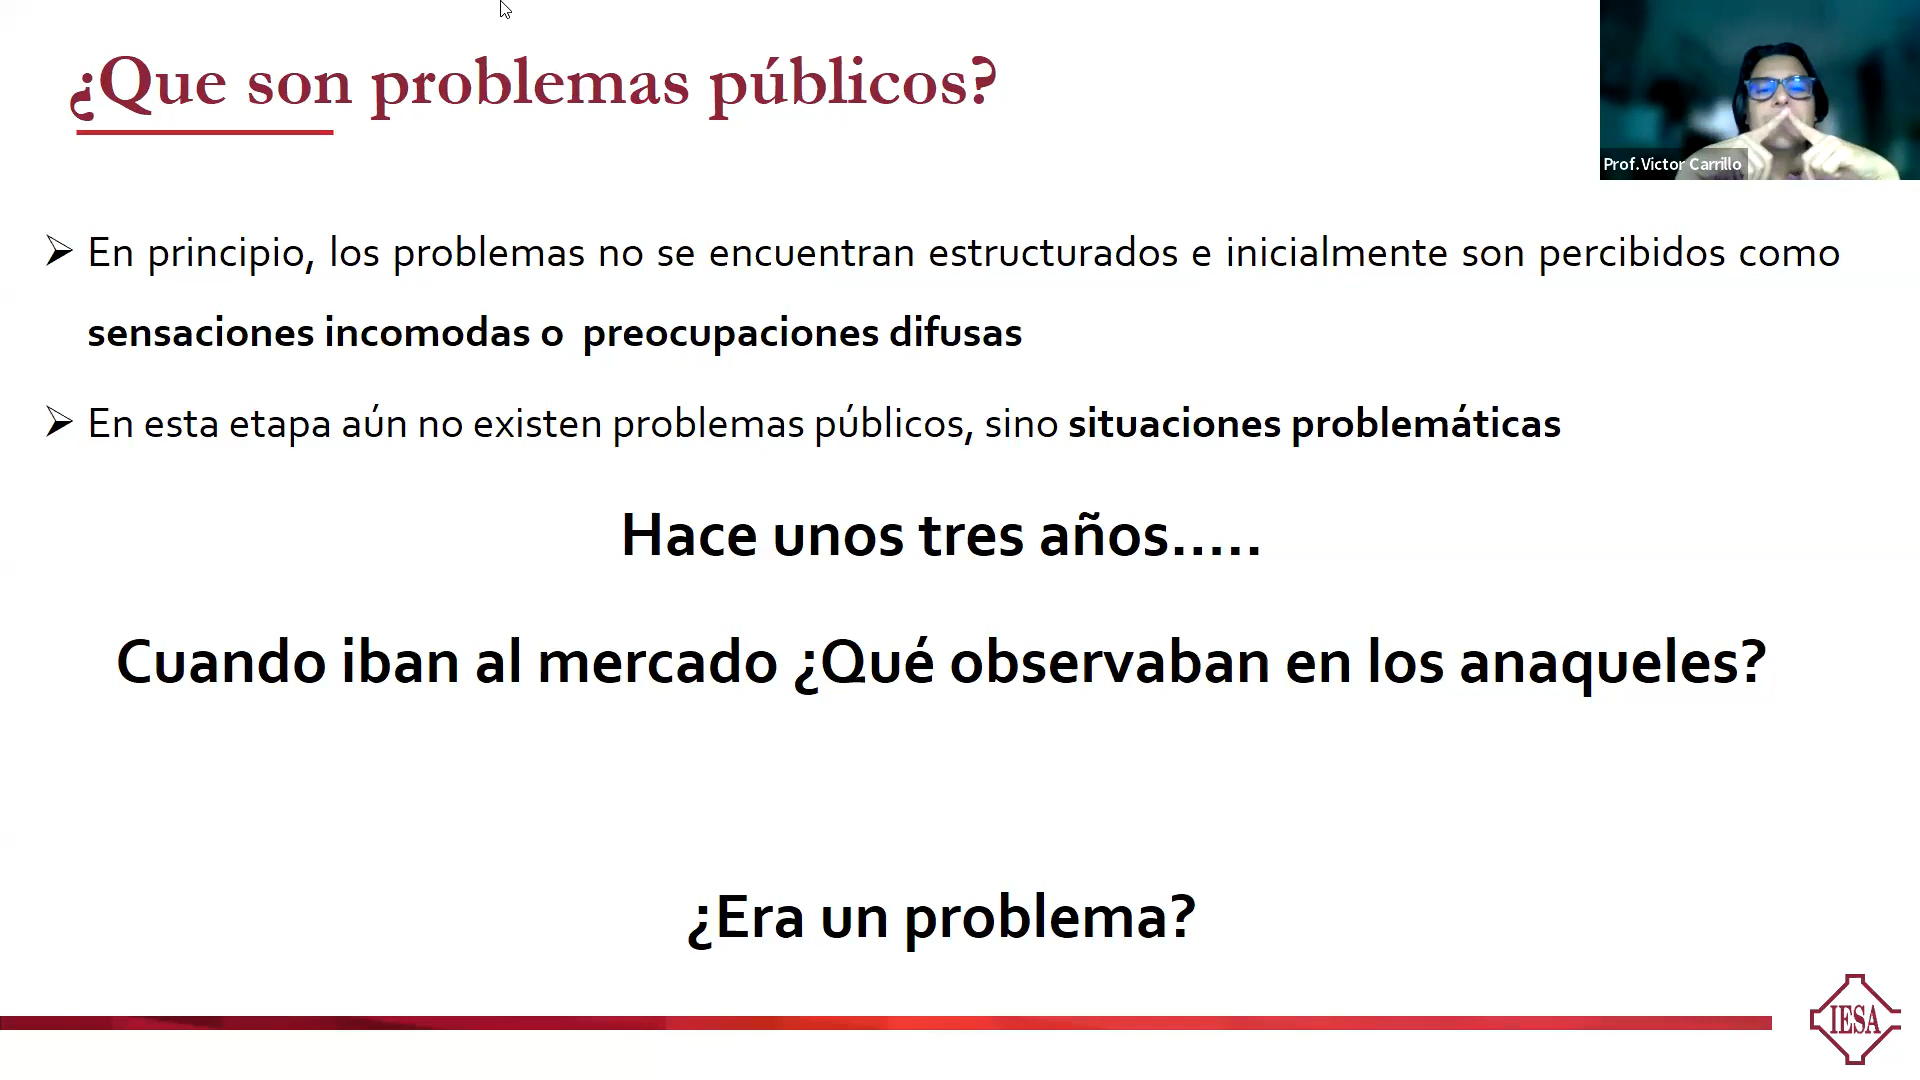 ¿Que son problemas públicos?
Prof. Victor Carrillo
En principio, los problemas no se encuentran estructurados e inicialmente son percibidos como
sensaciones incomodas o preocupaciones difusas
En esta etapa aún no existen problemas públicos, sino situaciones problemáticas
Hace unos tres años.....
Cuando iban al mercado ¿Qué observaban en los anaqueles?
¿Era un problema?
IESA